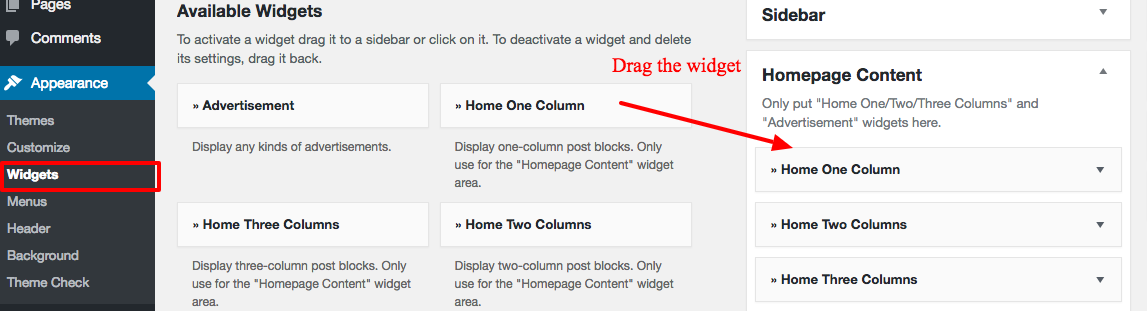 Pages
Comments
Appearance
Themes
Customize
Widgets
Menus
Header
Background
Theme Check
Available Widgets
To activate a widget drag it to a sidebar or click on it. To deactivate a widget and delete
its settings, drag it back.
Drag the widget
» Advertisement
Display any kinds of advertisements.
» Home One Column
Display one-column post blocks. Only
use for the "Homepage Content" widget
area.
» Home Three Columns
Display three-column post blocks. Only
use for the "Homepage Content" widget
area.
» Home Two Columns
Display two-column post blocks. Only
use for the "Homepage Content" widget
area.
Sidebar
Homepage Content
Only put "Home One/Two/Three Columns" and
"Advertisement" widgets here.
» Home One Column
» Home Two Columns
» Home Three Columns